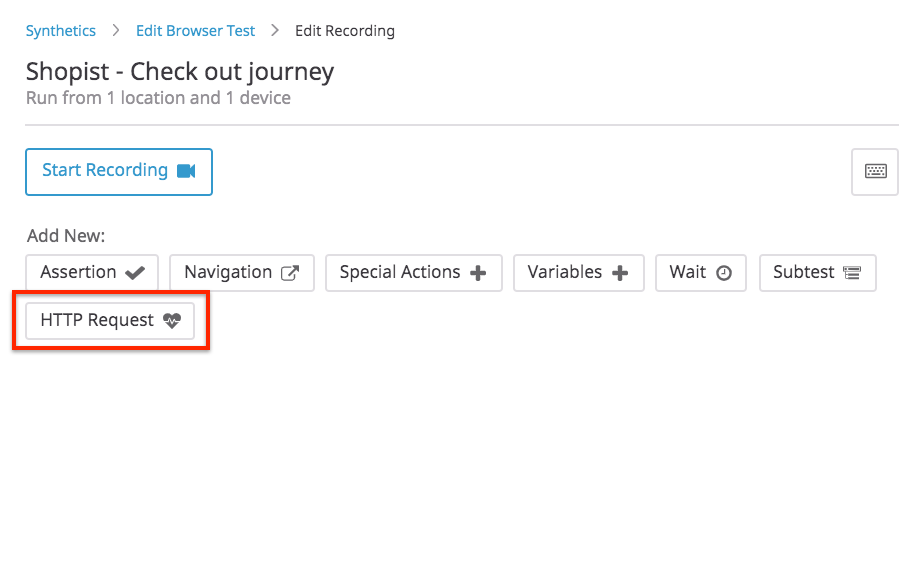 Synthetics > Edit Browser Test > Edit Recording
Shopist - Check out journey
Run from 1 location and 1 device
Start Recording
Add New:
Assertion Navigation Special Actions Variables Wait Subtest
HTTP Request